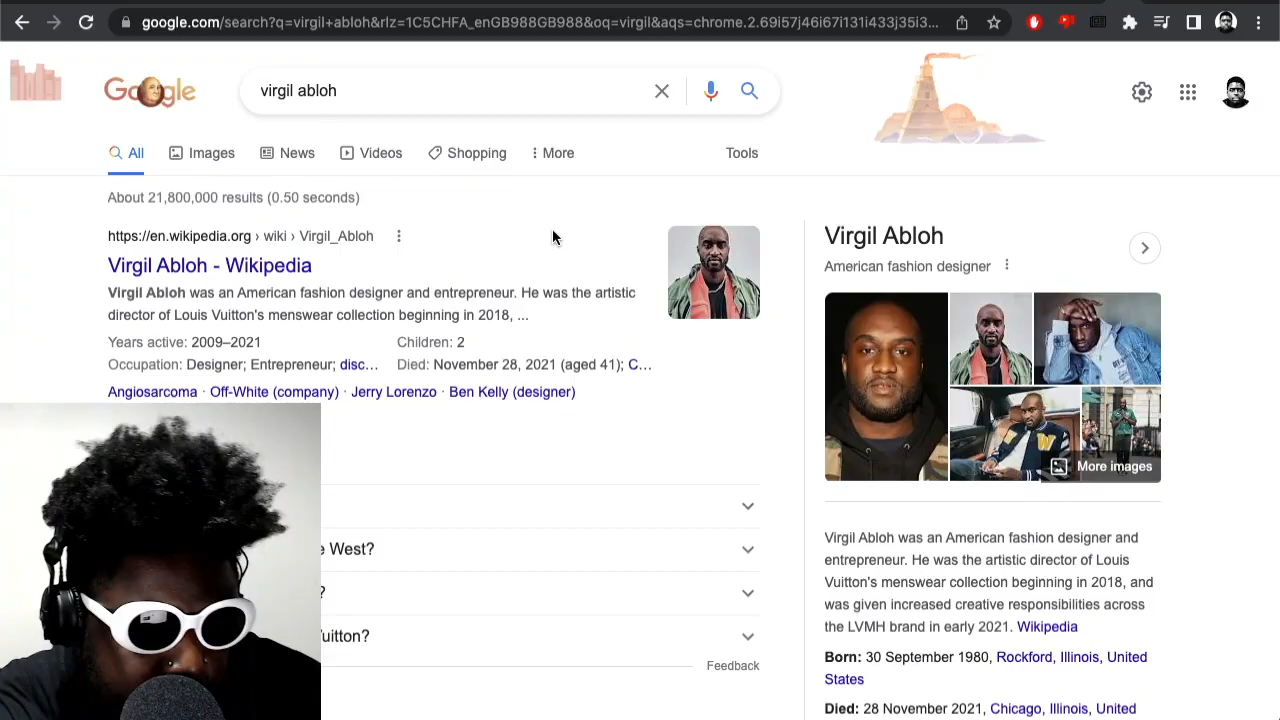 google.com/search?q=virgil+abloh&rlz=1C5CHFA_enGB988GB988&oq=virgil&aqs=chrome.2.69i57j46i67i131i433j35i3...
Google
virgil abloh
All
Images
News
Videos
Shopping
More
Tools
About 21,800,000 results (0.50 seconds)
https://en.wikipedia.org › wiki › Virgil_Abloh
Virgil Abloh - Wikipedia
Virgil Abloh was an American fashion designer and entrepreneur. He was the artistic
director of Louis Vuitton's menswear collection beginning in 2018, ...
Years active: 2009–2021
Children: 2
Occupation: Designer; Entrepreneur; disc...
Died: November 28, 2021 (aged 41); C...
Angiosarcoma · Off-White (company) · Jerry Lorenzo · Ben Kelly (designer)
e West?
?
uitton?
Feedback
Virgil Abloh
American fashion designer
W
More images
Virgil Abloh was an American fashion designer and
entrepreneur. He was the artistic director of Louis
Vuitton's menswear collection beginning in 2018, and
was given increased creative responsibilities across
the LVMH brand in early 2021. Wikipedia
Born: 30 September 1980, Rockford, Illinois, United
States
Died: 28 November 2021, Chicago, Illinois, United